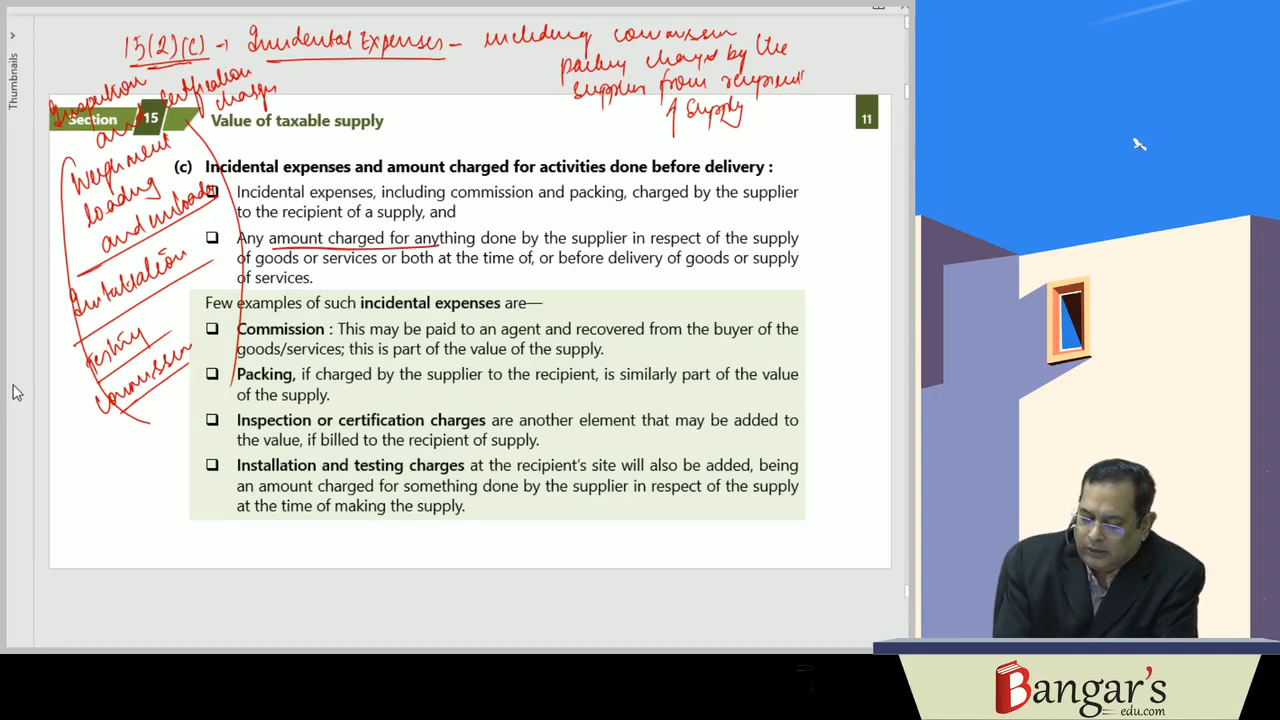 Thumbnails
15(2)(c) → Incidental Expenses - including commission
packing charged by the
supplier from recipient
of supply
Inspection
and certification
charges
Section 15 Value of taxable supply 11
Weighment
loading
and unloading
Installation
Testing
Commission
(c) Incidental expenses and amount charged for activities done before delivery :
❑ Incidental expenses, including commission and packing, charged by the supplier
to the recipient of a supply, and
❑ Any amount charged for anything done by the supplier in respect of the supply
of goods or services or both at the time of, or before delivery of goods or supply
of services.
Few examples of such incidental expenses are—
❑ Commission : This may be paid to an agent and recovered from the buyer of the
goods/services; this is part of the value of the supply.
❑ Packing, if charged by the supplier to the recipient, is similarly part of the value
of the supply.
❑ Inspection or certification charges are another element that may be added to
the value, if billed to the recipient of supply.
❑ Installation and testing charges at the recipient's site will also be added, being
an amount charged for something done by the supplier in respect of the supply
at the time of making the supply.
Bangar's
edu.com